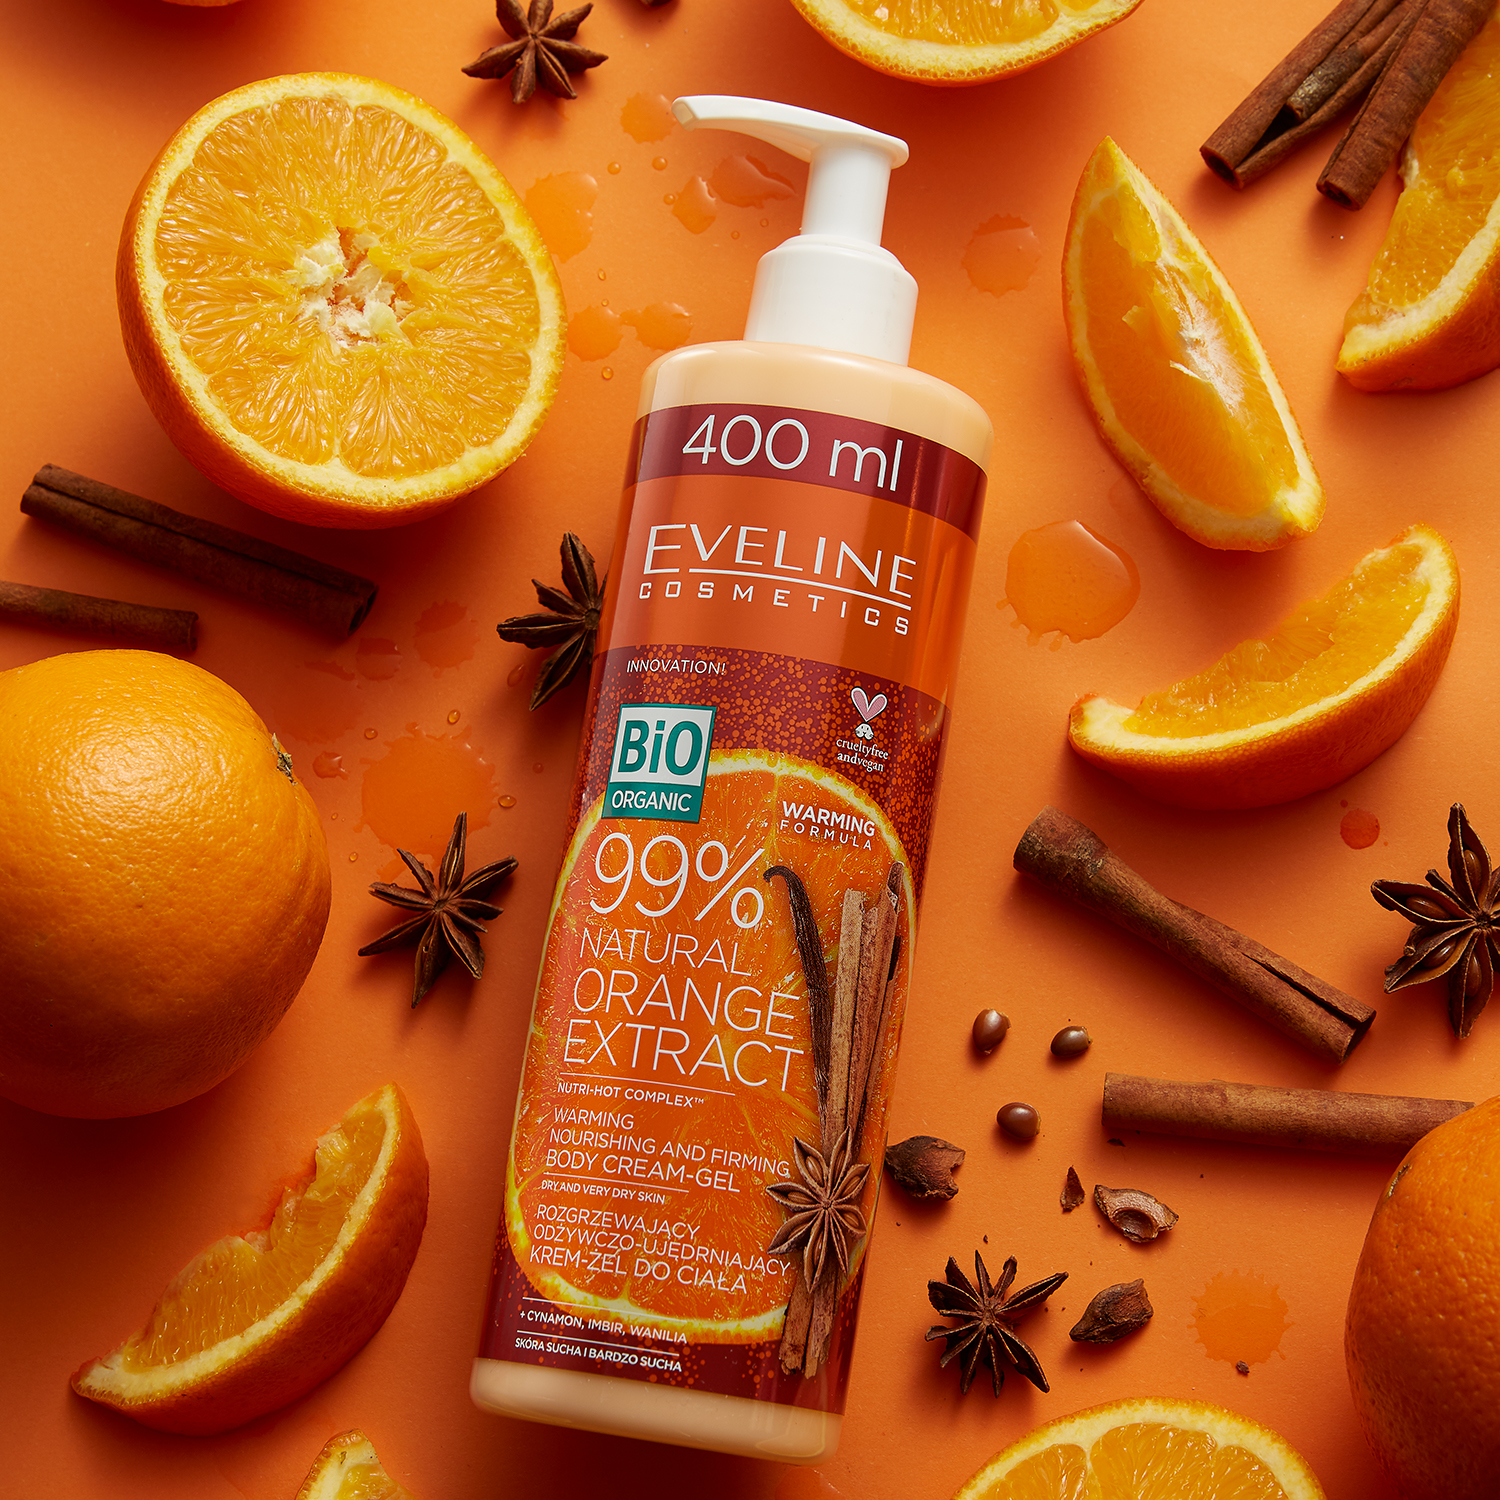 400 ml
EVELINE
COSMETICS
INNOVATION!
BiO
ORGANIC
crueltyfree
andvegan
WARMING
FORMULA
99%
NATURAL
ORANGE
EXTRACT
NUTRI-HOT COMPLEX™
WARMING
NOURISHING AND FIRMING
BODY CREAM-GEL
DRY AND VERY DRY SKIN
ROZGRZEWAJĄCY
ODŻYWCZO-UJĘDRNIAJĄCY
KREM-ŻEL DO CIAŁA
+ CYNAMON, IMBIR, WANILIA
SKÓRA SUCHA I BARDZO SUCHA